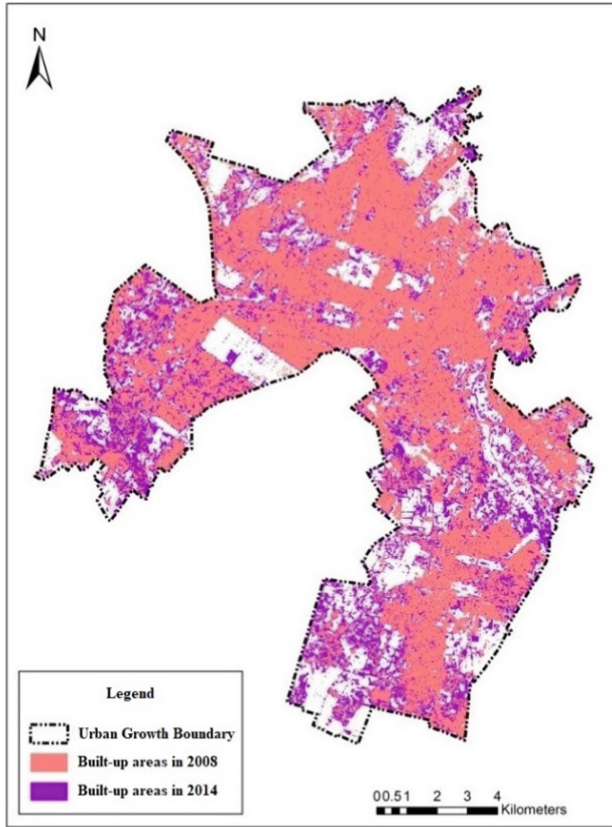 N
Legend
Urban Growth Boundary
Built-up areas in 2008
Built-up areas in 2014
00.51 2 3 4
Kilometers